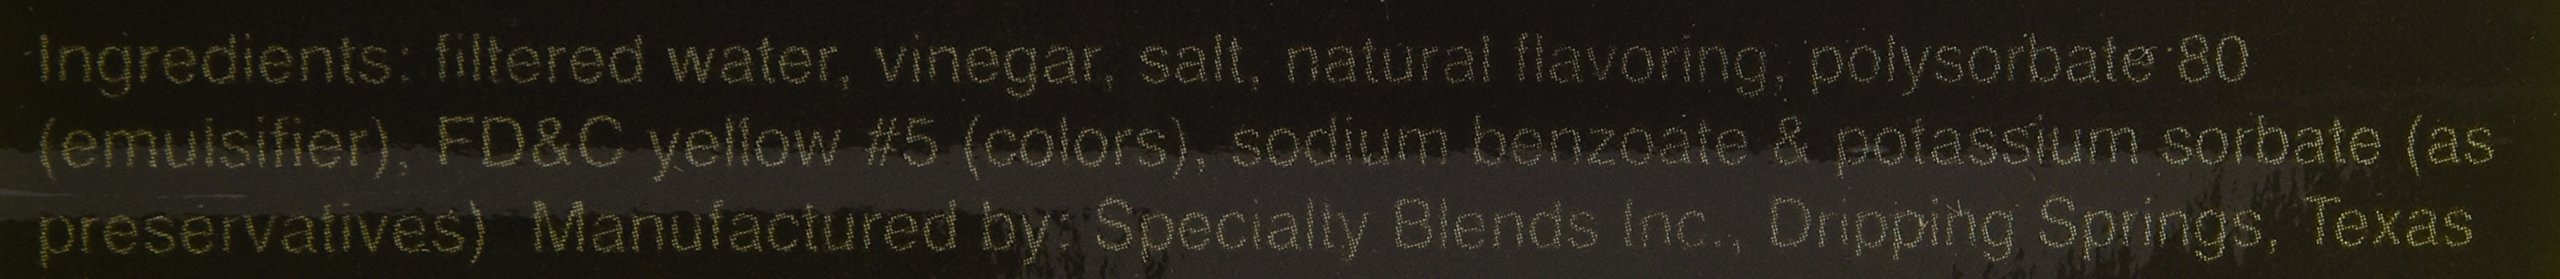 Ingredients: filtered water, vinegar, salt, natural flavoring, polysorbate 80
(emulsifier), FD&C yellow #5 (colors), sodium benzoate & potassium sorbate (as
preservatives) Manufactured by: Specialty Blends Inc., Dripping Springs, Texas